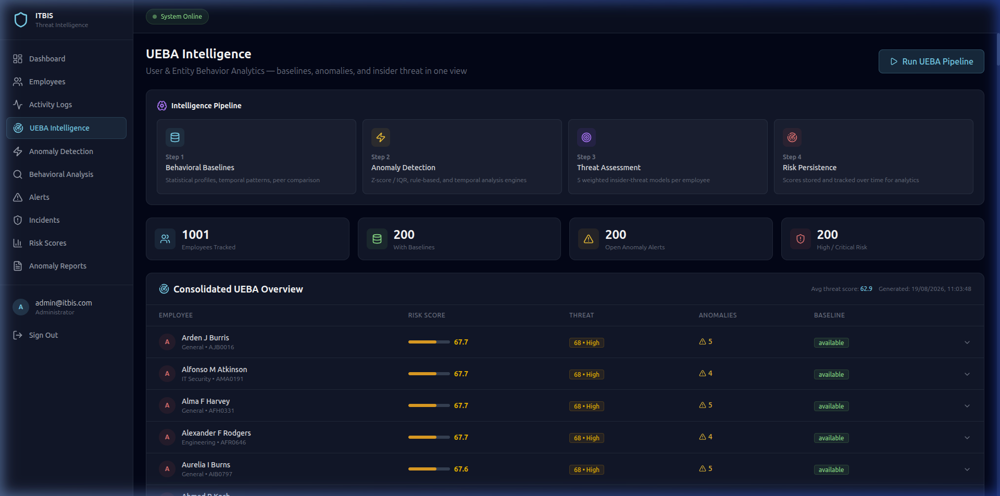 ITBIS
Threat Intelligence
System Online
Dashboard
Employees
Activity Logs
UEBA Intelligence
Anomaly Detection
Behavioral Analysis
Alerts
Incidents
Risk Scores
Anomaly Reports
A
admin@itbis.com
Administrator
Sign Out
UEBA Intelligence
User & Entity Behavior Analytics — baselines, anomalies, and insider threat in one view
Run UEBA Pipeline
Intelligence Pipeline
Step 1
Behavioral Baselines
Statistical profiles, temporal patterns, peer comparison
Step 2
Anomaly Detection
Z-score / IQR, rule-based, and temporal analysis engines
Step 3
Threat Assessment
5 weighted insider-threat models per employee
Step 4
Risk Persistence
Scores stored and tracked over time for analytics
1001
Employees Tracked
200
With Baselines
200
Open Anomaly Alerts
200
High / Critical Risk
Consolidated UEBA Overview
Avg threat score: 62.9 Generated: 19/08/2026, 11:03:48
EMPLOYEE RISK SCORE THREAT ANOMALIES BASELINE
A
Arden J Burris
General • AJB0016
67.7
68 • High
5
available
A
Alfonso M Atkinson
IT Security • AMA0191
67.7
68 • High
4
available
A
Alma F Harvey
General • AFH0331
67.7
68 • High
5
available
A
Alexander F Rodgers
Engineering • AFR0646
67.7
68 • High
4
available
A
Aurelia I Burns
General • AIB0797
67.6
68 • High
5
available